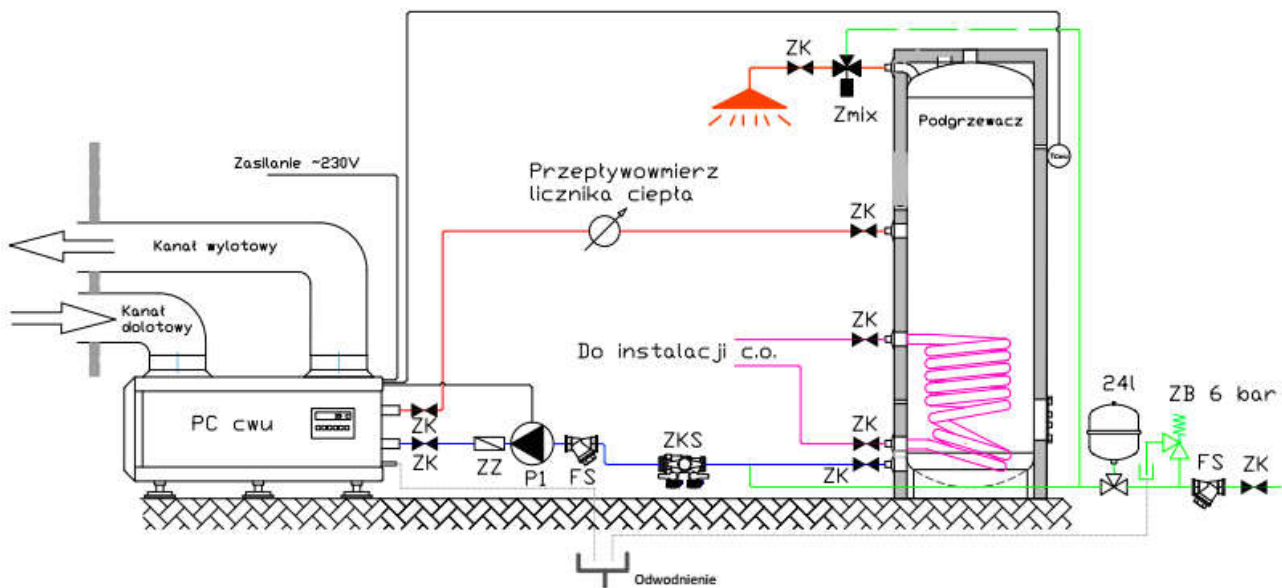 ZK
Zmix
Podgrzewacz
Zasilanie ~230V
Przepływowmierz
licznika ciepła
ZK
Kanał wylotowy
Kanał
dolotowy
ZK
Do instalacji c.o.
24l
ZB 6 bar
PC cwu
ZK
ZK
ZZ
P1
FS
ZKS
ZK
ZK
FS
ZK
Odwodnienie